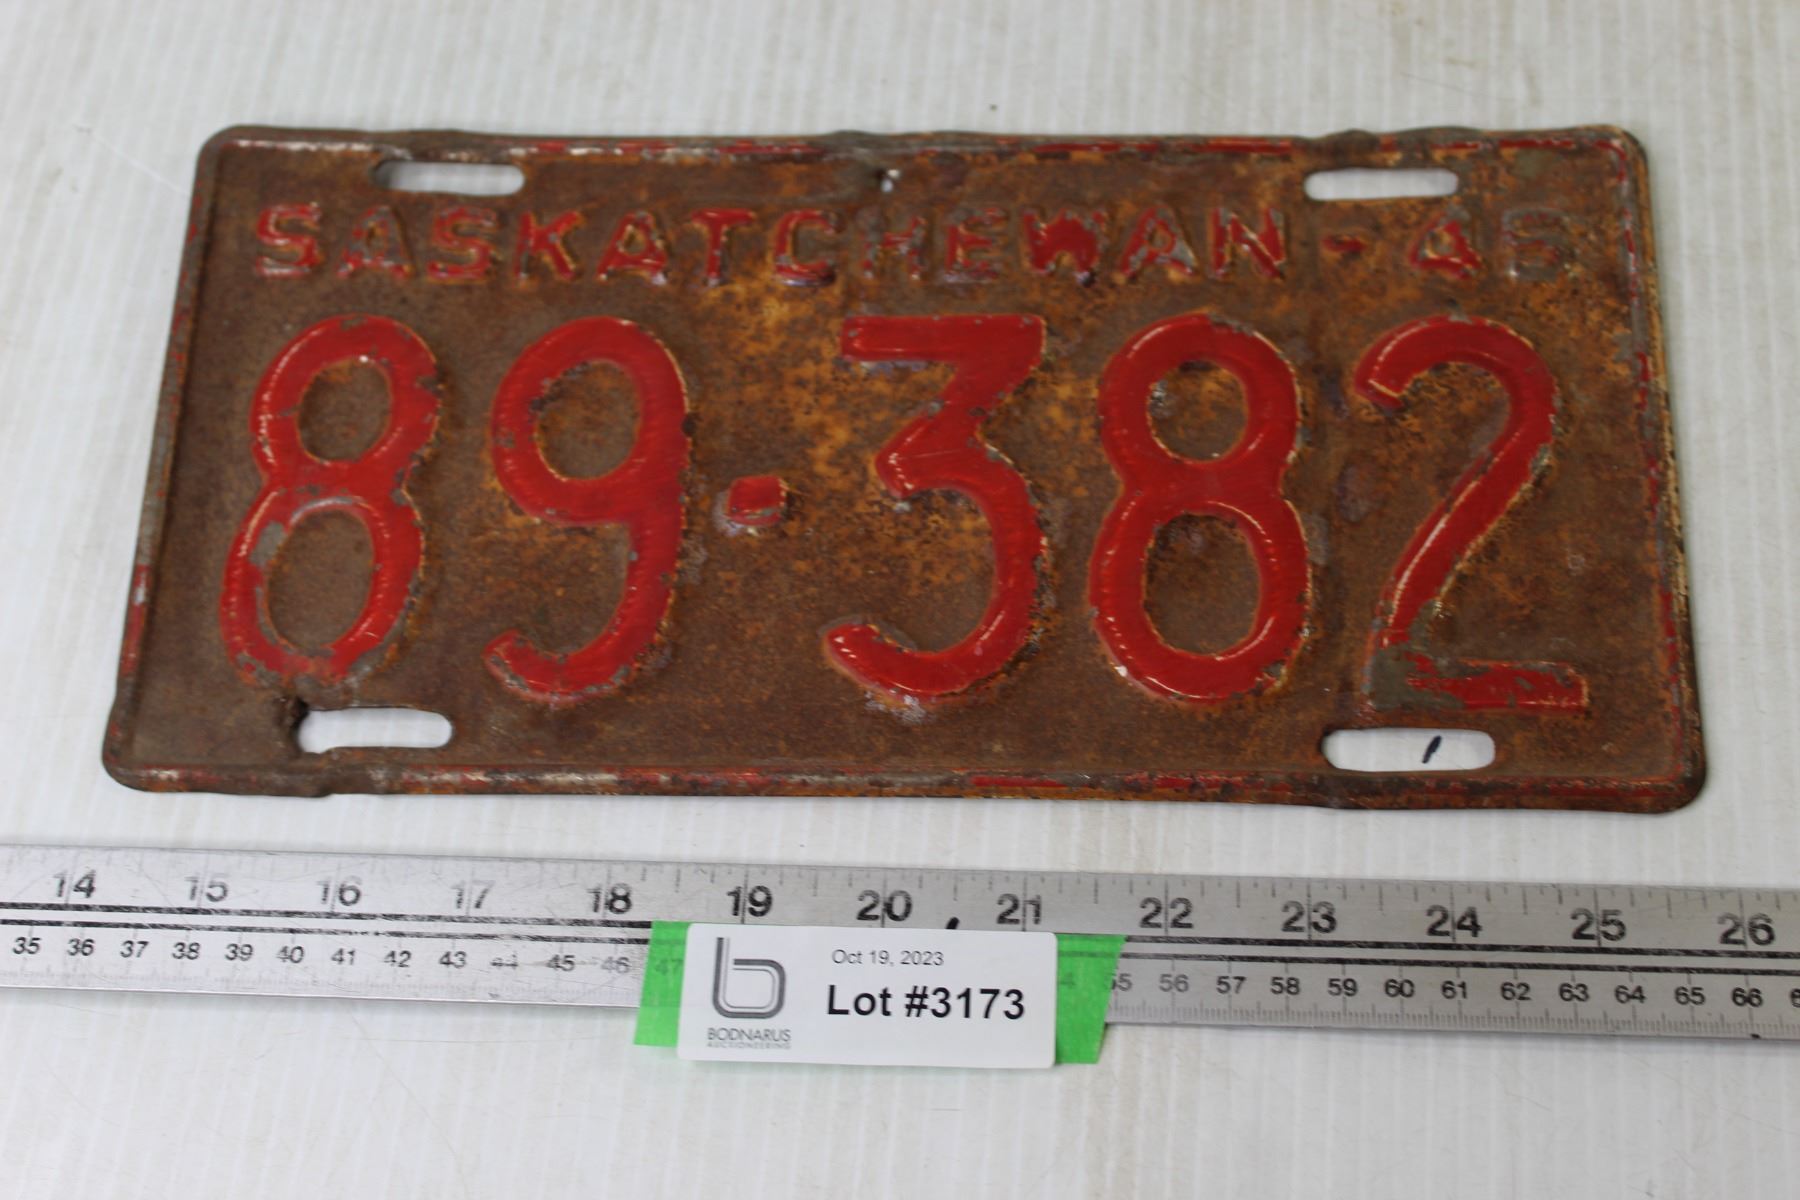 SASKATCHEWAN-46
89-382
14 15 16 17 18 19 20 21 22 23 24 25 26
35 36 37 38 39 40 41 42 43 44 45 46 47 55 56 57 58 59 60 61 62 63 64 65 66
Oct 19, 2023
Lot #3173
BODNARUS
AUCTIONEERING